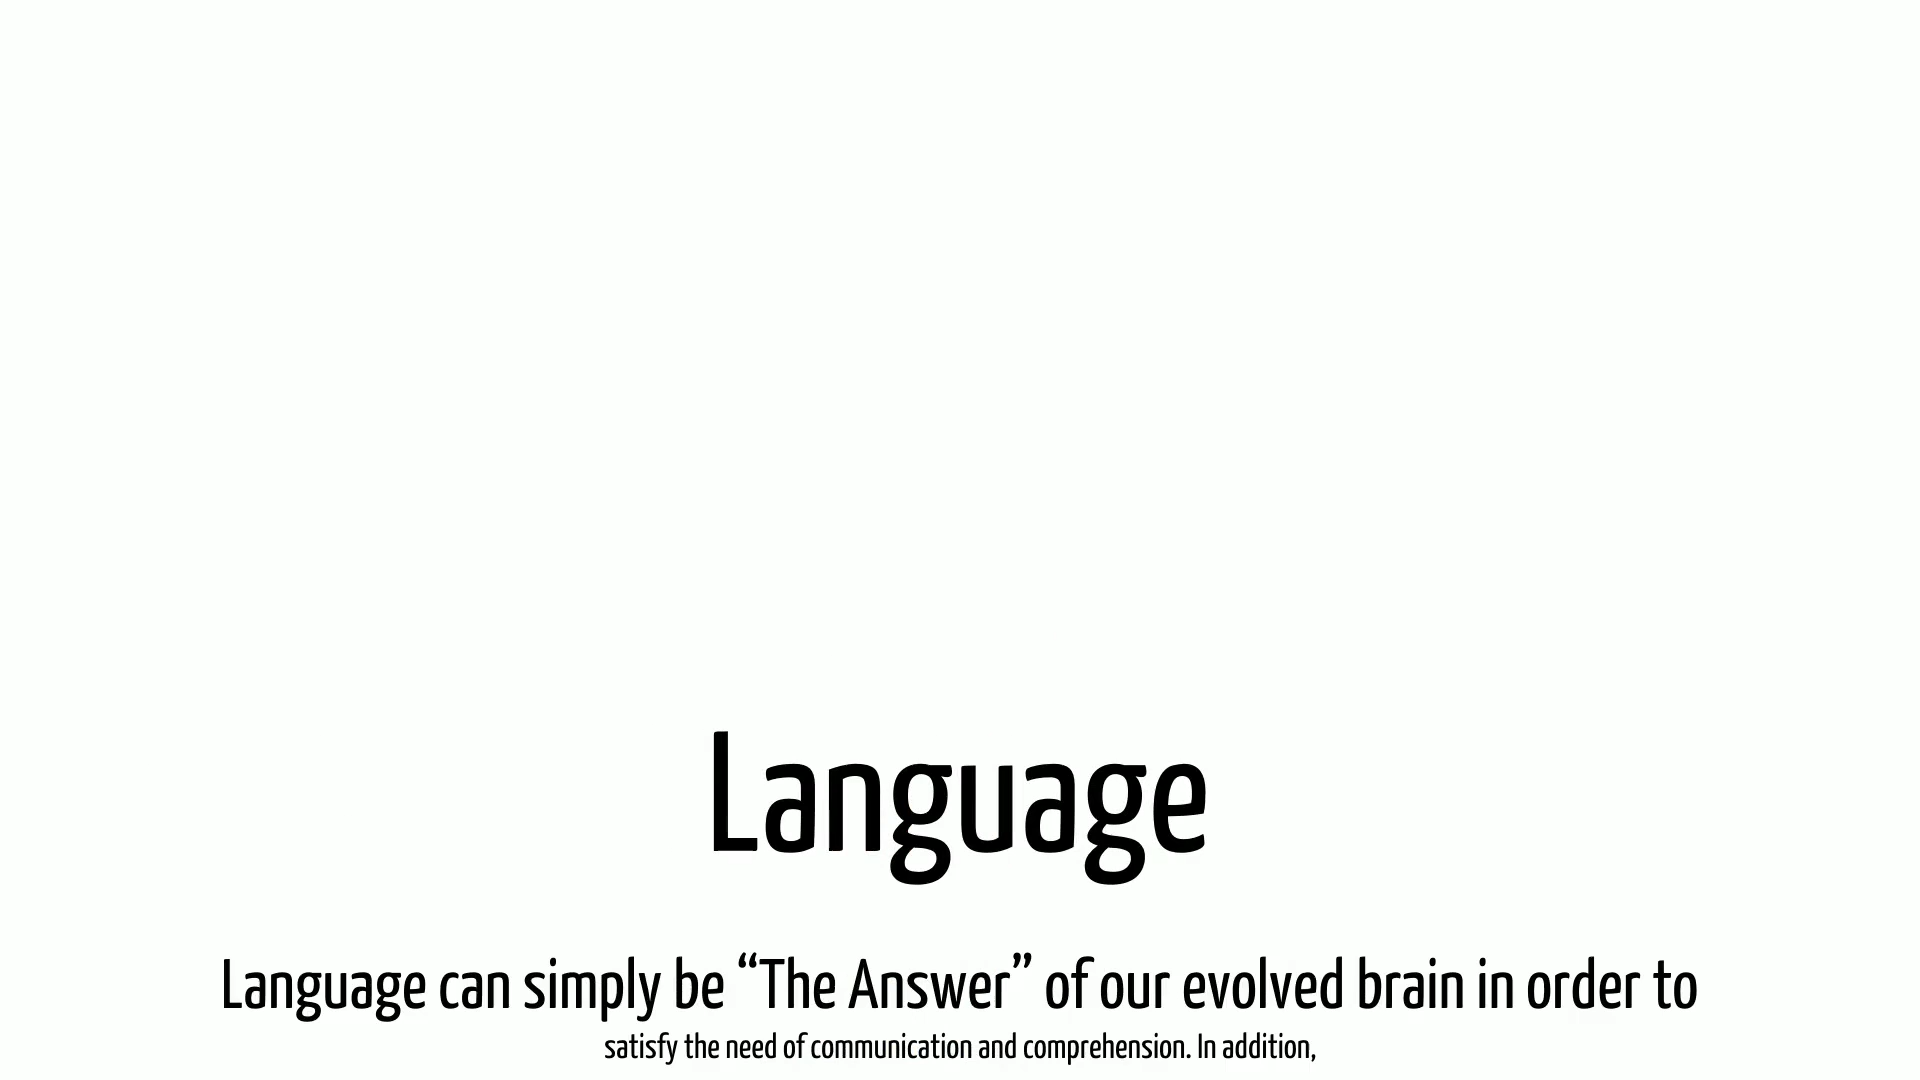 Language
Language can simply be “The Answer” of our evolved brain in order to
satisfy the need of communication and comprehension. In addition,